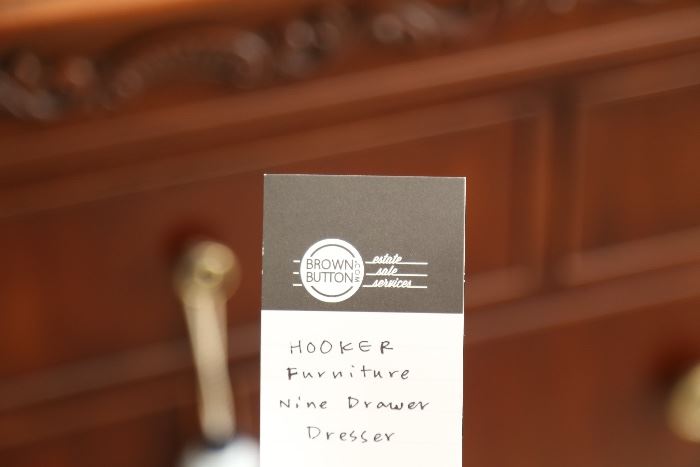 BROWN
BUTTON
.COM
estate
sale
services
HOOKER
Furniture
Nine Drawer
Dresser